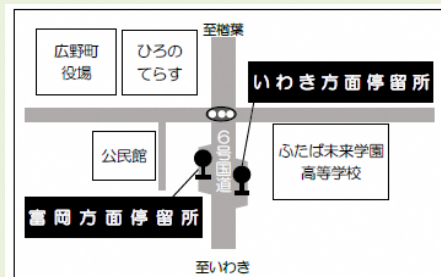 至楢葉
広野町
役場
ひろの
てらす
いわき方面停留所
6号国道
公民館
ふたば未来学園
高等学校
富岡方面停留所
至いわき